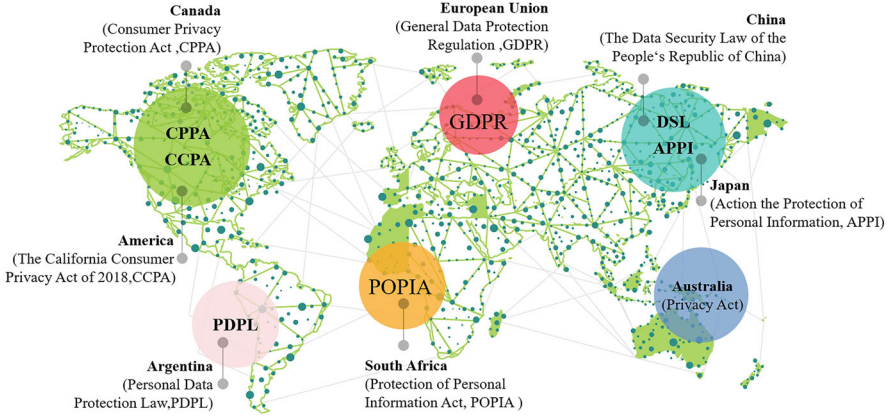 Canada
(Consumer Privacy
Protection Act ,CPPA)
European Union
(General Data Protection
Regulation ,GDPR)
China
(The Data Security Law of the
People‘s Republic of China)
CPPA
CCPA
GDPR
DSL
APPI
Japan
(Action the Protection of
Personal Information, APPI)
America
(The California Consumer
Privacy Act of 2018,CCPA)
POPIA
Australia
(Privacy Act)
PDPL
Argentina
(Personal Data
Protection Law,PDPL)
South Africa
(Protection of Personal
Information Act, POPIA )